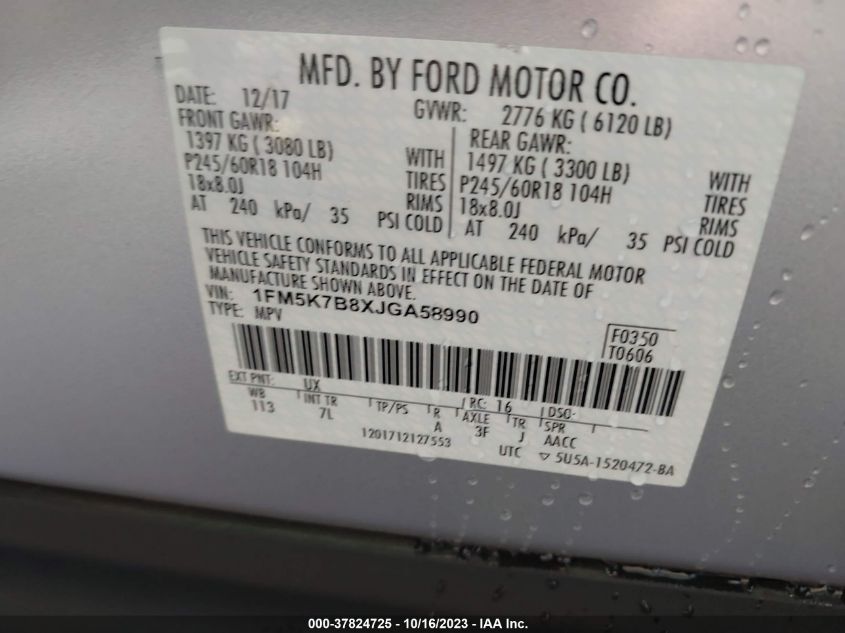 MFD. BY FORD MOTOR CO.
DATE: 12/17
GVWR: 2776 KG ( 6120 LB)
FRONT GAWR:
1397 KG ( 3080 LB) WITH
P245/60R18 104H TIRES
18x8.0J RIMS
AT 240 kPa/ 35 PSI COLD
REAR GAWR:
1497 KG ( 3300 LB) WITH
P245/60R18 104H TIRES
18x8.0J RIMS
AT 240 kPa/ 35 PSI COLD
THIS VEHICLE CONFORMS TO ALL APPLICABLE FEDERAL MOTOR
VEHICLE SAFETY STANDARDS IN EFFECT ON THE DATE OF
MANUFACTURE SHOWN ABOVE.
VIN: 1FM5K7B8XJGA58990
TYPE: MPV
F0350
T0606
EXT PNT: UX RC: 16 DSO:
WB INT TR TP/PS R AXLE TR SPR
113 7L A 3F J AACC
1201712127553
UTC ▽ 5U5A-1520472-BA
000-37824725 - 10/16/2023 - IAA Inc.